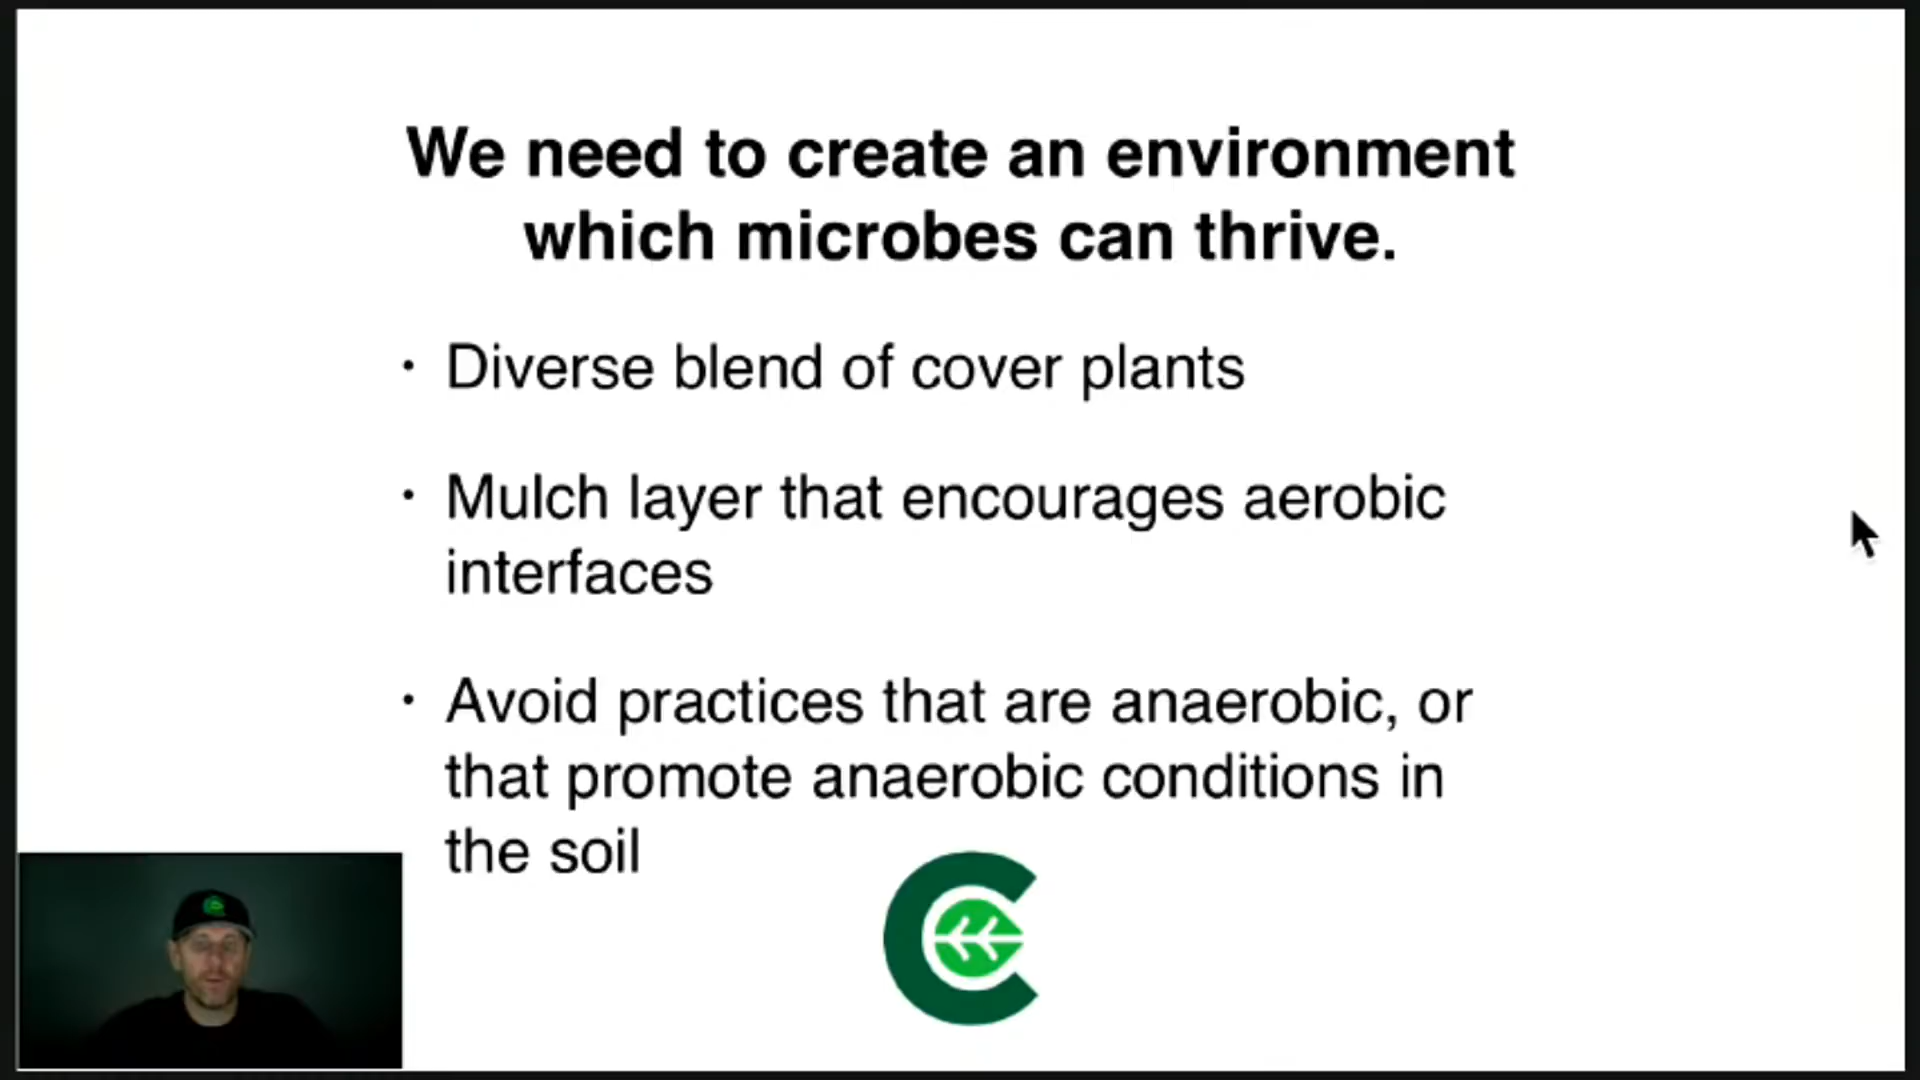 We need to create an environment
which microbes can thrive.
· Diverse blend of cover plants
· Mulch layer that encourages aerobic
interfaces
· Avoid practices that are anaerobic, or
that promote anaerobic conditions in
the soil